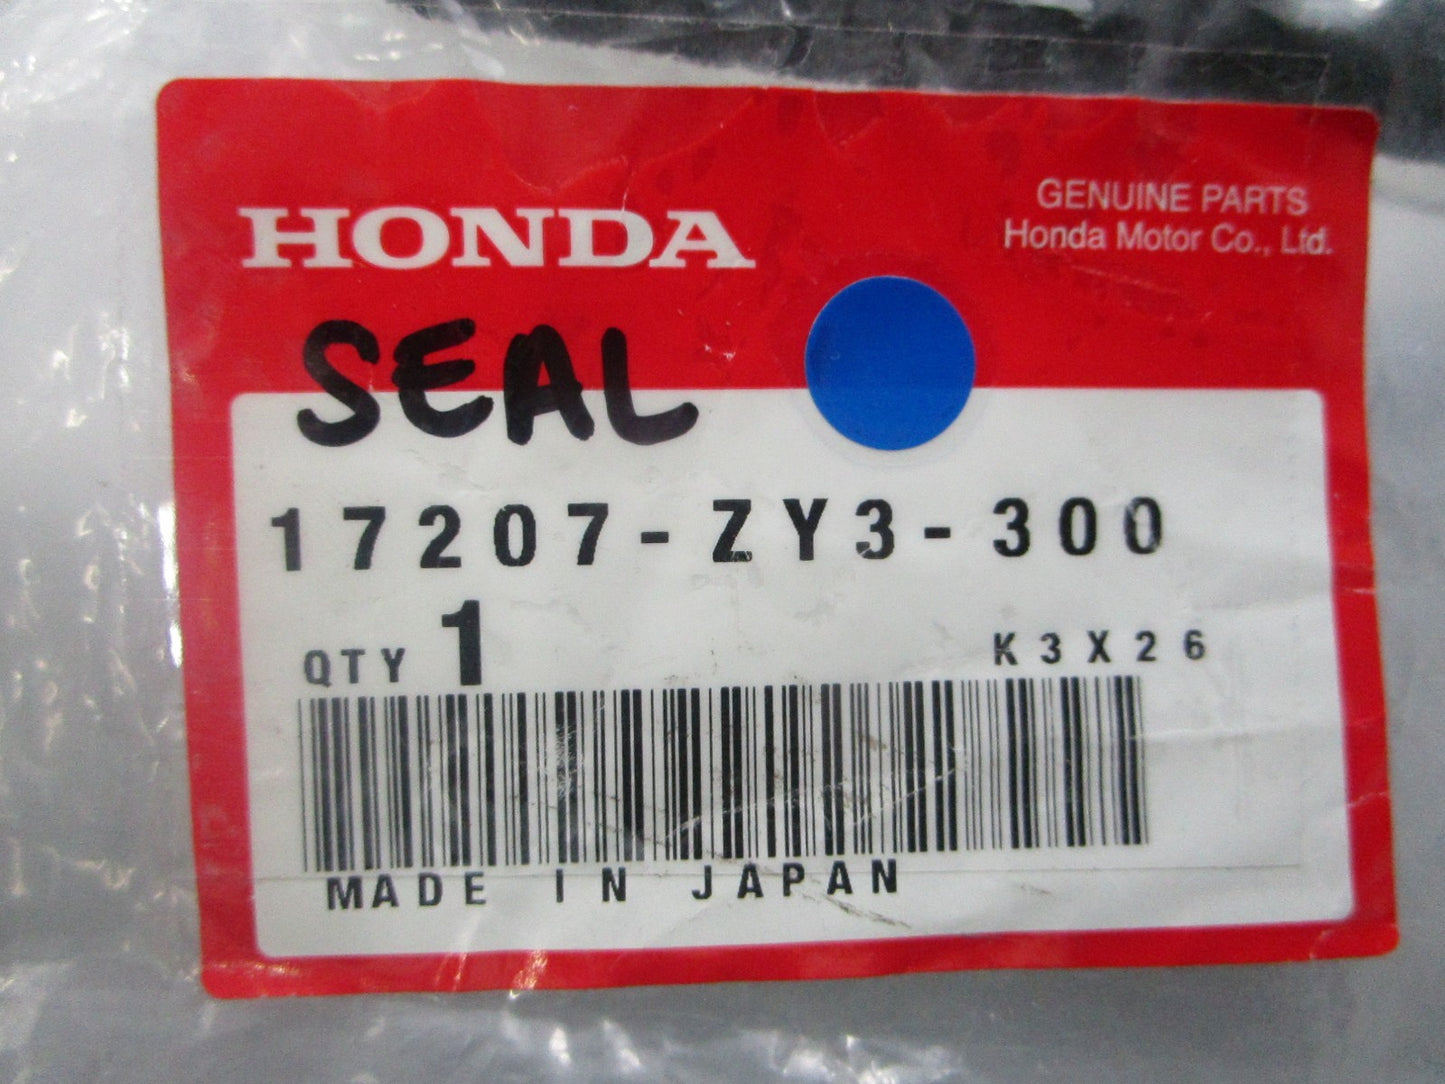 HONDA
GENUINE PARTS
Honda Motor Co., Ltd.
SEAL
17207-ZY3-300
QTY 1
K3X26
MADE IN JAPAN